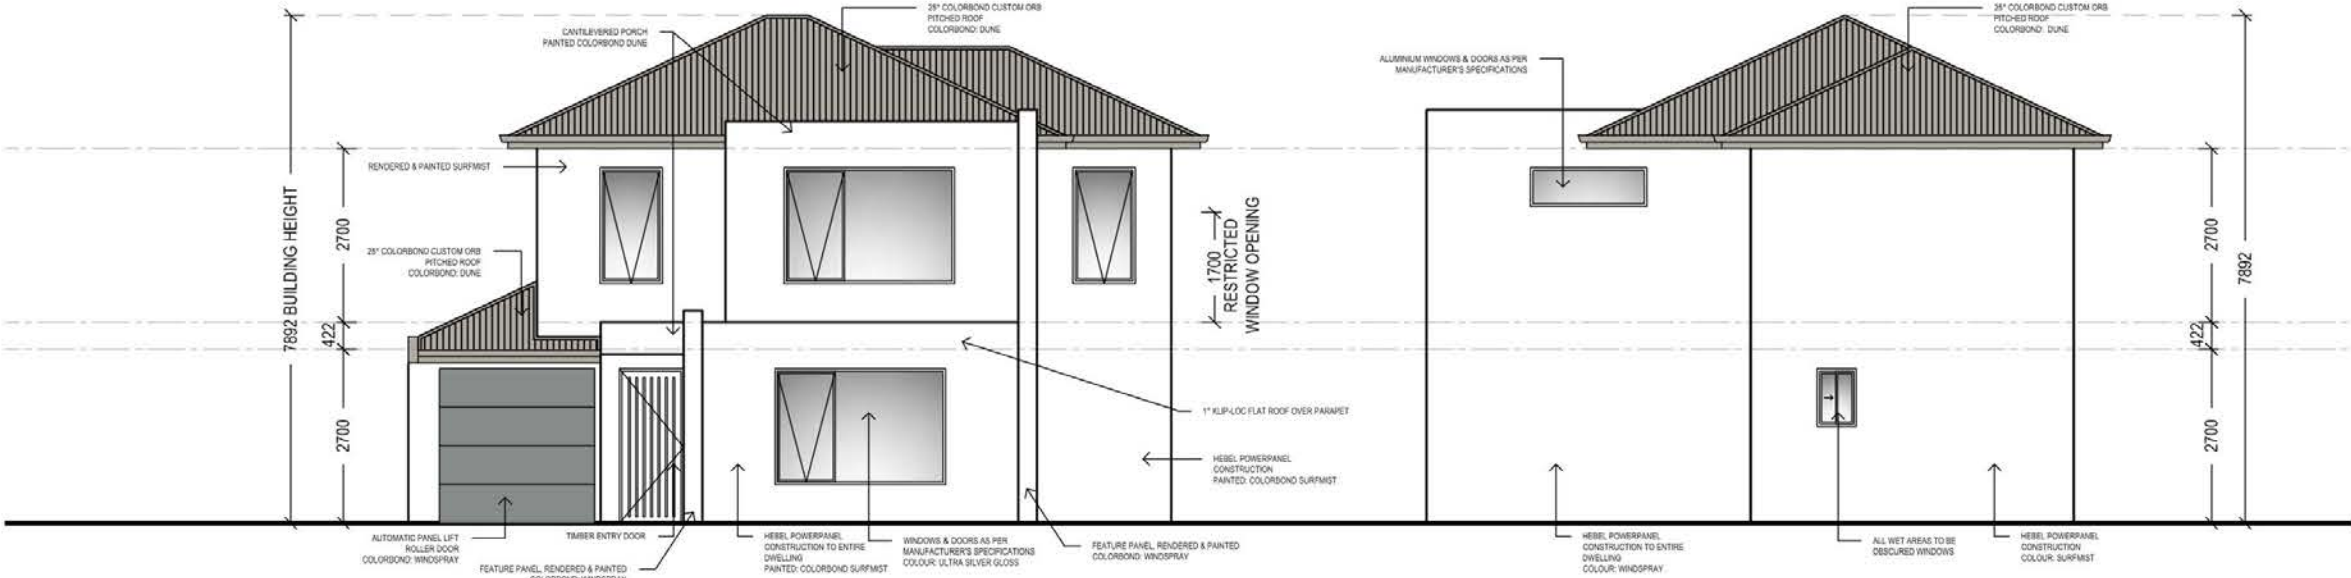 25° COLORBOND CUSTOM ORB
PITCHED ROOF
COLORBOND: DUNE
CANTILEVERED PORCH
PAINTED COLORBOND DUNE
RENDERED & PAINTED SURFMIST
25° COLORBOND CUSTOM ORB
PITCHED ROOF
COLORBOND: DUNE
7892 BUILDING HEIGHT
2700
422
2700
1700
RESTRICTED
WINDOW OPENING
1° KLIP-LOC FLAT ROOF OVER PARAPET
HEBEL POWERPANEL
CONSTRUCTION
PAINTED: COLORBOND SURFMIST
AUTOMATIC PANEL LIFT
ROLLER DOOR
COLORBOND: WINDSPRAY
FEATURE PANEL, RENDERED & PAINTED
COLORBOND: WINDSPRAY
TIMBER ENTRY DOOR
HEBEL POWERPANEL
CONSTRUCTION TO ENTIRE
DWELLING
PAINTED: COLORBOND SURFMIST
WINDOWS & DOORS AS PER
MANUFACTURER'S SPECIFICATIONS
COLOUR: ULTRA SILVER GLOSS
FEATURE PANEL, RENDERED & PAINTED
COLORBOND: WINDSPRAY
25° COLORBOND CUSTOM ORB
PITCHED ROOF
COLORBOND: DUNE
ALUMINIUM WINDOWS & DOORS AS PER
MANUFACTURER'S SPECIFICATIONS
2700
422
2700
7892
HEBEL POWERPANEL
CONSTRUCTION TO ENTIRE
DWELLING
COLOUR: WINDSPRAY
ALL WET AREAS TO BE
OBSCURED WINDOWS
HEBEL POWERPANEL
CONSTRUCTION
COLOUR: SURFMIST